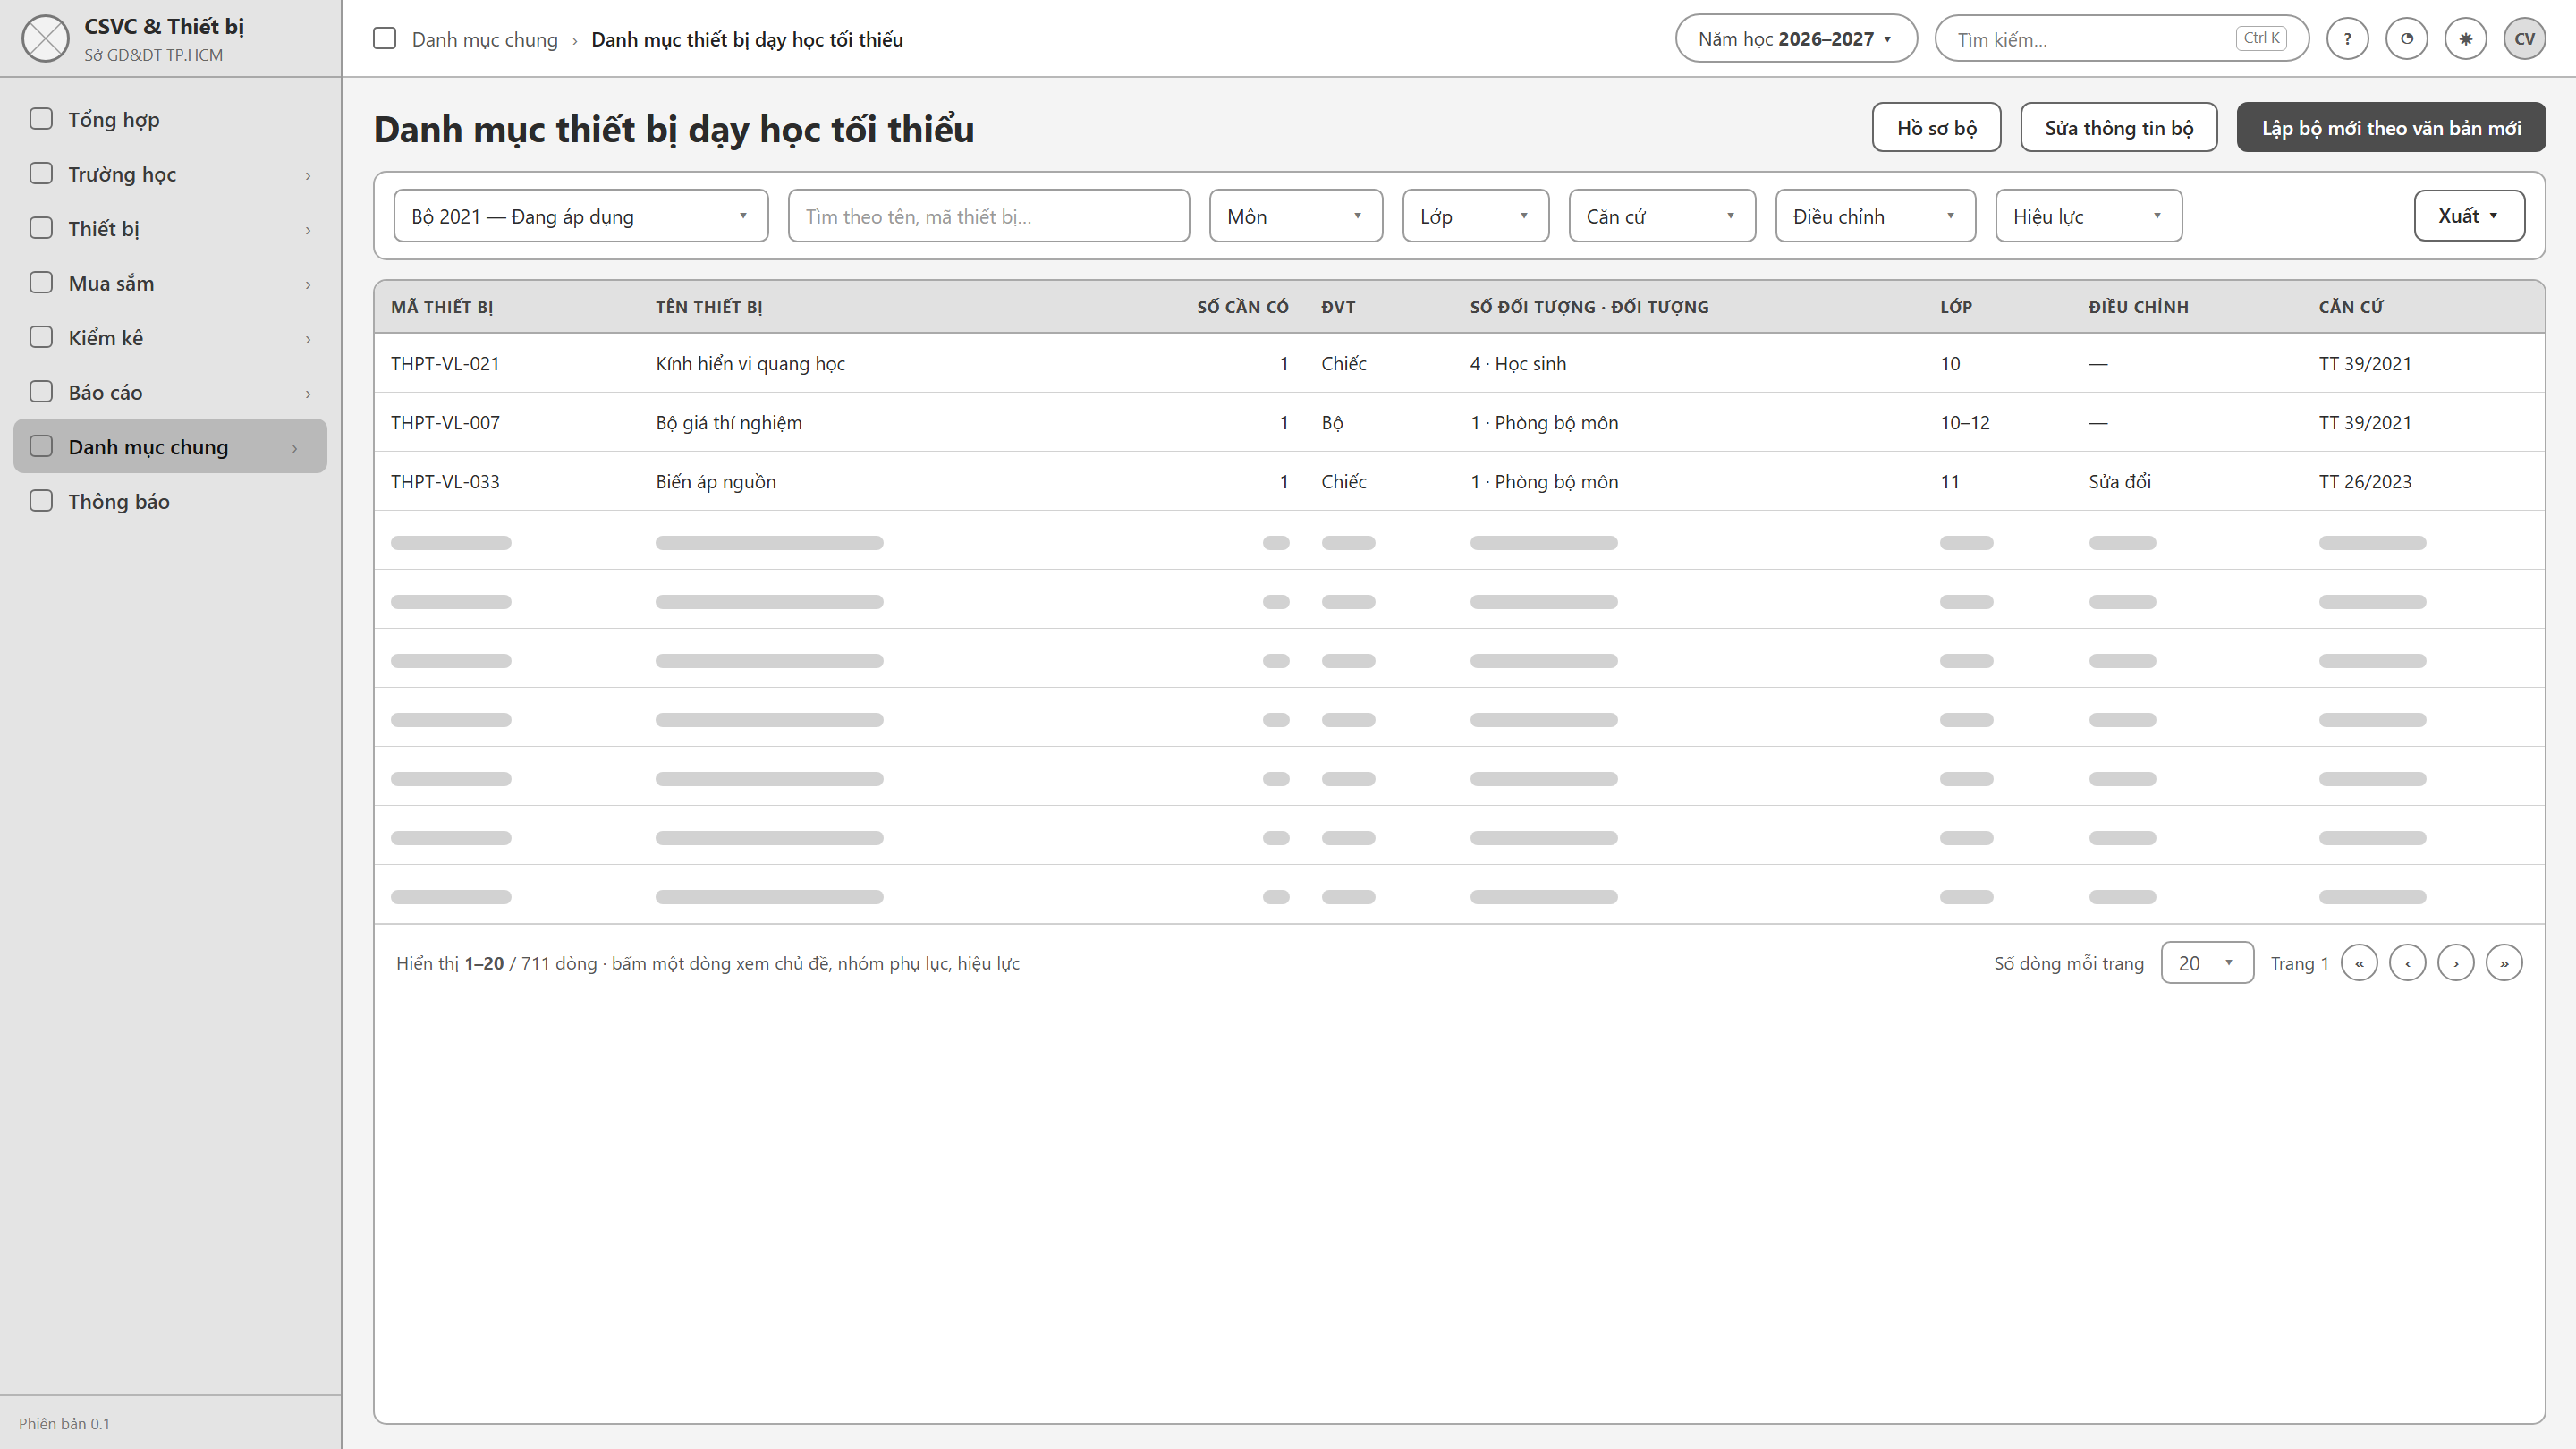 CSVC & Thiết bị
Sở GD&ĐT TP.HCM
Danh mục chung › Danh mục thiết bị dạy học tối thiểu
Năm học 2026–2027 ▾
Tìm kiếm... Ctrl K
?
CV
Tổng hợp
Trường học ›
Thiết bị ›
Mua sắm ›
Kiểm kê ›
Báo cáo ›
Danh mục chung ›
Thông báo
Phiên bản 0.1
Danh mục thiết bị dạy học tối thiểu
Hồ sơ bộ
Sửa thông tin bộ
Lập bộ mới theo văn bản mới
Bộ 2021 — Đang áp dụng ▾
Tìm theo tên, mã thiết bị...
Môn ▾
Lớp ▾
Căn cứ ▾
Điều chỉnh ▾
Hiệu lực ▾
Xuất ▾
MÃ THIẾT BỊ TÊN THIẾT BỊ SỐ CẦN CÓ ĐVT SỐ ĐỐI TƯỢNG · ĐỐI TƯỢNG LỚP ĐIỀU CHỈNH CĂN CỨ
THPT-VL-021 Kính hiển vi quang học 1 Chiếc 4 · Học sinh 10 — TT 39/2021
THPT-VL-007 Bộ giá thí nghiệm 1 Bộ 1 · Phòng bộ môn 10–12 — TT 39/2021
THPT-VL-033 Biến áp nguồn 1 Chiếc 1 · Phòng bộ môn 11 Sửa đổi TT 26/2023
Hiển thị 1–20 / 711 dòng · bấm một dòng xem chủ đề, nhóm phụ lục, hiệu lực
Số dòng mỗi trang 20 ▾ Trang 1 « ‹ › »